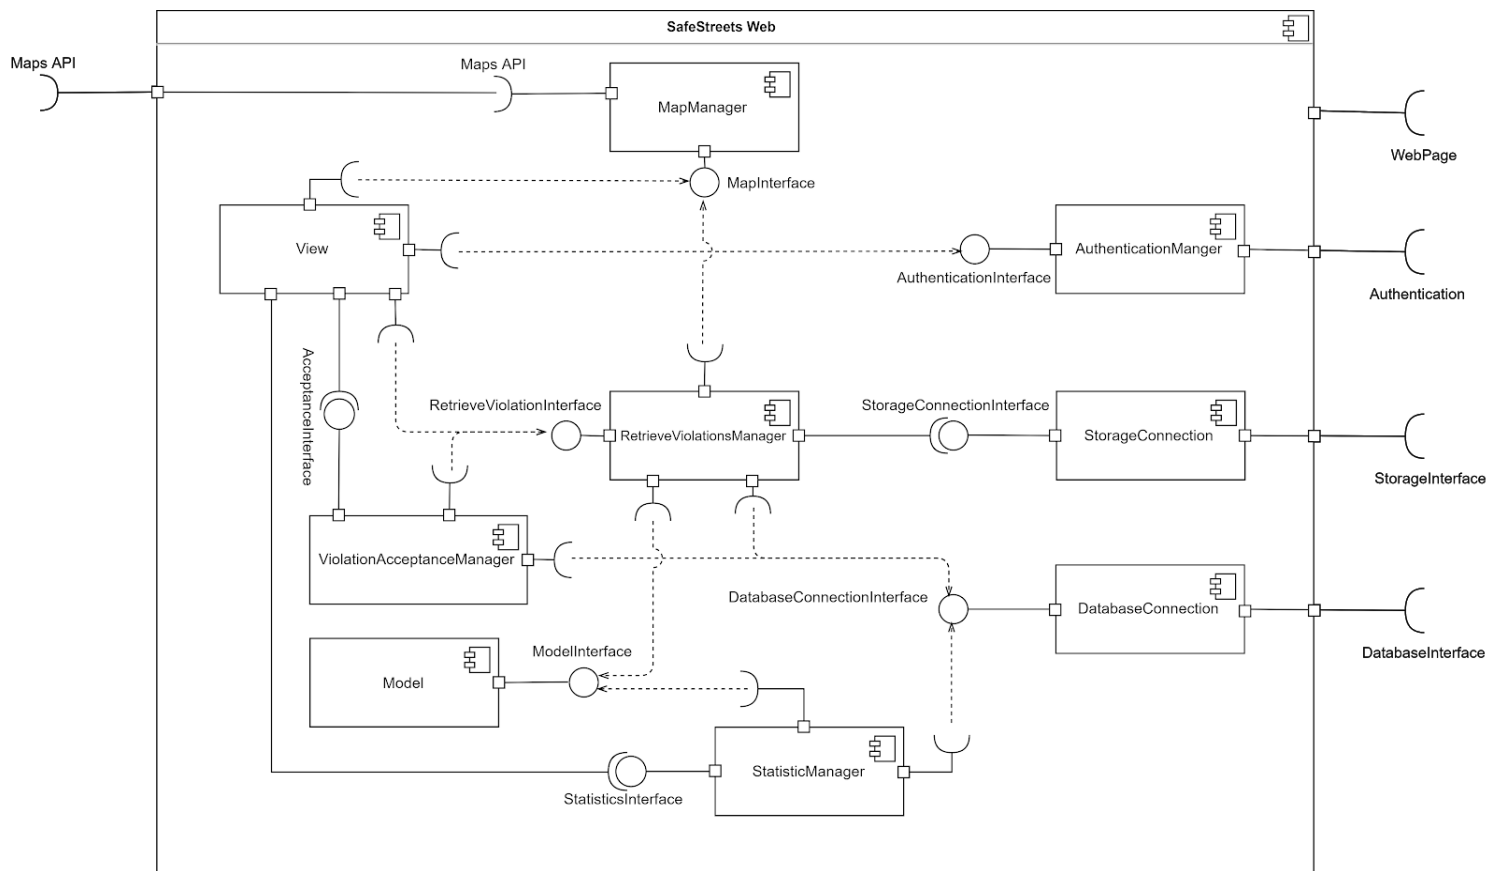 SafeStreets Web
Maps API
Maps API
MapManager
WebPage
MapInterface
View
AuthenticationManger
AuthenticationInterface
Authentication
AcceptanceInterface
RetrieveViolationInterface
StorageConnectionInterface
RetrieveViolationsManager
StorageConnection
StorageInterface
ViolationAcceptanceManager
DatabaseConnectionInterface
DatabaseConnection
ModelInterface
DatabaseInterface
Model
StatisticManager
StatisticsInterface